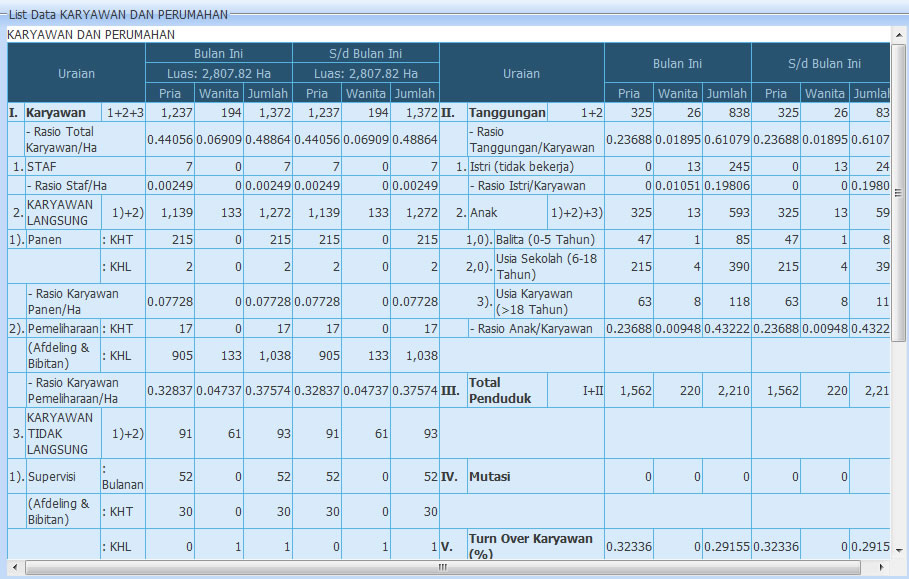 List Data KARYAWAN DAN PERUMAHAN
KARYAWAN DAN PERUMAHAN
Uraian Bulan Ini S/d Bulan Ini Uraian Bulan Ini S/d Bulan Ini
Luas: 2,807.82 Ha Luas: 2,807.82 Ha
Pria Wanita Jumlah Pria Wanita Jumlah Pria Wanita Jumlah Pria Wanita Jumlal
I. Karyawan 1+2+3 1,237 194 1,372 1,237 194 1,372 II. Tanggungan 1+2 325 26 838 325 26 83
- Rasio Total Karyawan/Ha 0.44056 0.06909 0.48864 0.44056 0.06909 0.48864 - Rasio Tanggungan/Karyawan 0.23688 0.01895 0.61079 0.23688 0.01895 0.6107
1. STAF 7 0 7 7 0 7 1. Istri (tidak bekerja) 0 13 245 0 13 24
- Rasio Staf/Ha 0.00249 0 0.00249 0.00249 0 0.00249 - Rasio Istri/Karyawan 0 0.01051 0.19806 0 0 0.1980
2. KARYAWAN LANGSUNG 1)+2) 1,139 133 1,272 1,139 133 1,272 2. Anak 1)+2)+3) 325 13 593 325 13 59
1). Panen : KHT 215 0 215 215 0 215 1,0). Balita (0-5 Tahun) 47 1 85 47 1 8
: KHL 2 0 2 2 0 2 2,0). Usia Sekolah (6-18 Tahun) 215 4 390 215 4 39
- Rasio Karyawan Panen/Ha 0.07728 0 0.07728 0.07728 0 0.07728 3). Usia Karyawan (>18 Tahun) 63 8 118 63 8 11
2). Pemeliharaan : KHT 17 0 17 17 0 17 - Rasio Anak/Karyawan 0.23688 0.00948 0.43222 0.23688 0.00948 0.4322
(Afdeling & Bibitan) : KHL 905 133 1,038 905 133 1,038
- Rasio Karyawan Pemeliharaan/Ha 0.32837 0.04737 0.37574 0.32837 0.04737 0.37574 III. Total Penduduk I+II 1,562 220 2,210 1,562 220 2,21
3. KARYAWAN TIDAK LANGSUNG 1)+2) 91 61 93 91 61 93
1). Supervisi : Bulanan 52 0 52 52 0 52 IV. Mutasi 0 0 0 0 0
(Afdeling & Bibitan) : KHT 30 0 30 30 0 30
: KHL 0 1 1 0 1 1 V. Turn Over Karyawan (%) 0.32336 0 0.29155 0.32336 0 0.2915